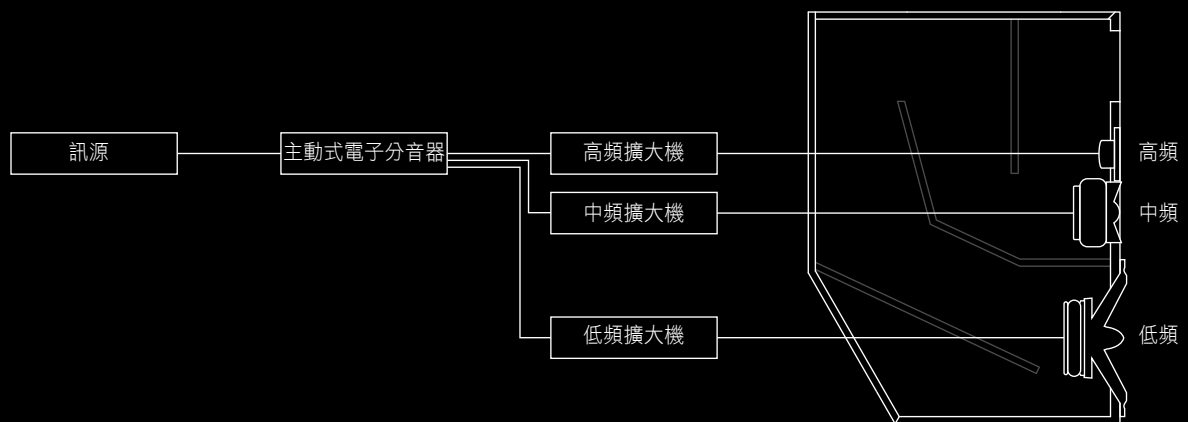 訊源
主動式電子分音器
高頻擴大機
高頻
中頻擴大機
中頻
低頻擴大機
低頻